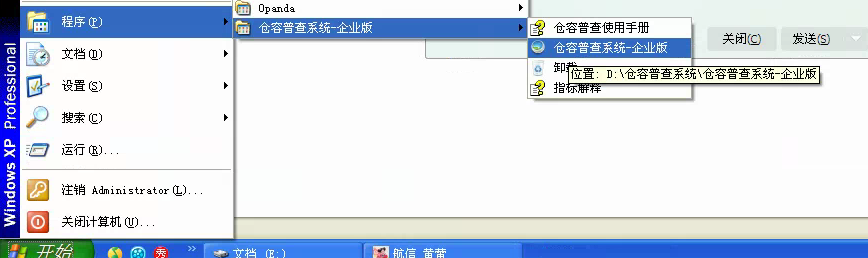 Opanda
程序(P)
仓容普查系统-企业版
仓容普查使用手册
关闭(C)
发送(S)
文档(D)
仓容普查系统-企业版
卸载
位置: D:\仓容普查系统\仓容普查系统-企业版
设置(S)
指标解释
搜索(C)
运行(R)...
注销 Administrator(L)...
关闭计算机(U)...
Windows XP Professional
开始
秀
文档 (E:)
航信 黄莺